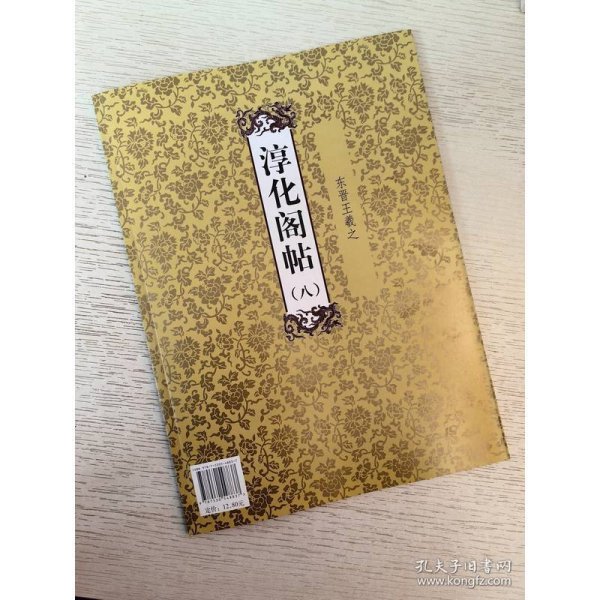 淳化阁帖
（八）
东晋王羲之
定价：12.80元
孔夫子旧书网
www.kongfz.com